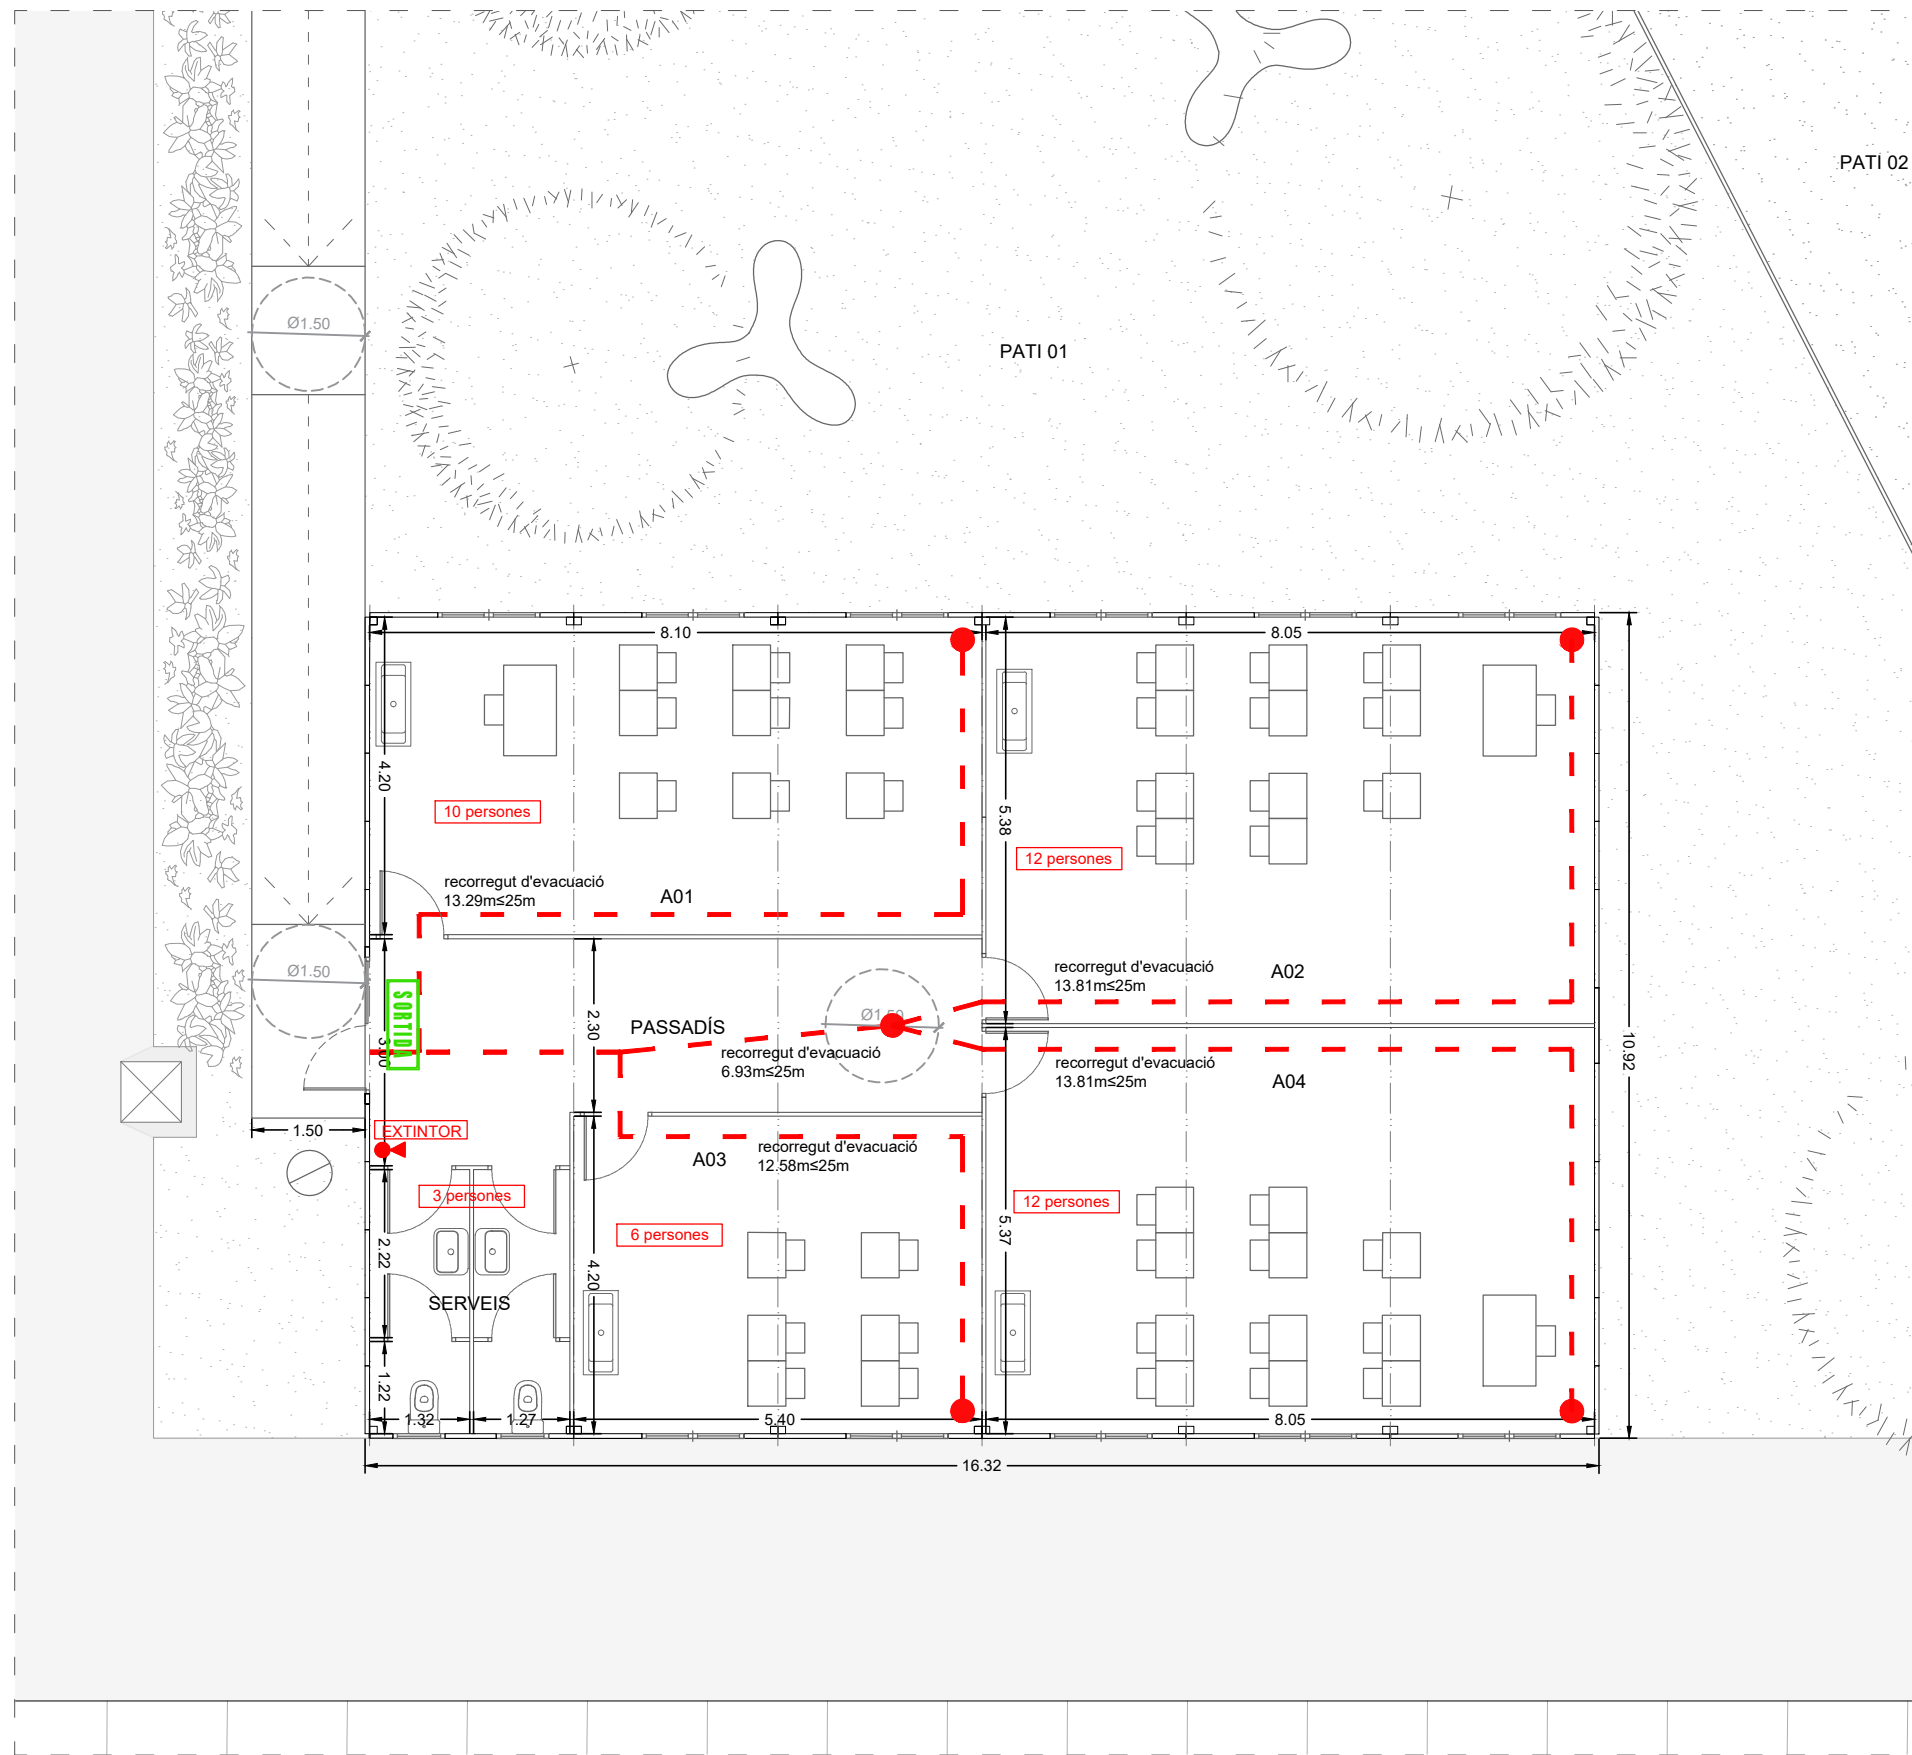 PATI 02
Ø1.50
PATI 01
8.10
8.05
4.20
10 persones
5.38
12 persones
recorregut d'evacuació
13.29m≤25m
A01
recorregut d'evacuació
13.81m≤25m
A02
Ø1.50
SORTIDA
3.00
2.30
PASSADÍS
Ø1.50
recorregut d'evacuació
6.93m≤25m
recorregut d'evacuació
13.81m≤25m
A04
10.92
1.50
EXTINTOR
A03
recorregut d'evacuació
12.58m≤25m
3 persones
6 persones
12 persones
5.37
2.22
4.20
SERVEIS
1.22
1.32
1.27
5.40
8.05
16.32